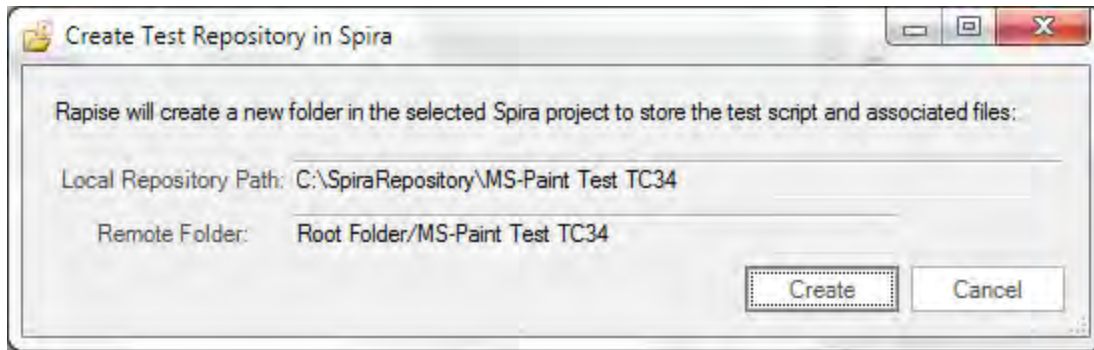 Create Test Repository in Spira
Rapise will create a new folder in the selected Spira project to store the test script and associated files:
Local Repository Path: C:\SpiraRepository\MS-Paint Test TC34
Remote Folder: Root Folder/MS-Paint Test TC34
Create Cancel